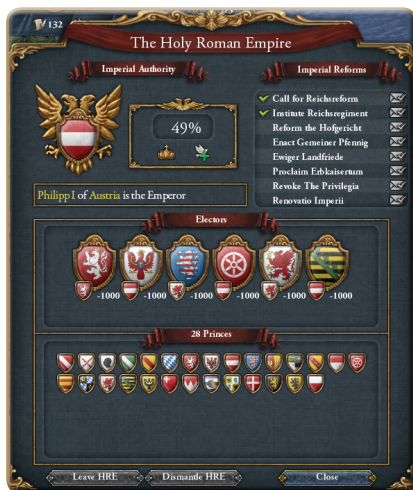 132
The Holy Roman Empire
Imperial Authority
Imperial Reforms
49%
Call for Reichsreform
Institute Reichsregiment
Reform the Hofgericht
Enact Gemeiner Pfennig
Ewiger Landfriede
Proclaim Erbkaisertum
Revoke The Privilegia
Renovatio Imperii
Philipp I of Austria is the Emperor
Electors
-1000 -1000 -1000 -1000 -1000 -1000
28 Princes
Leave HRE Dismantle HRE Close